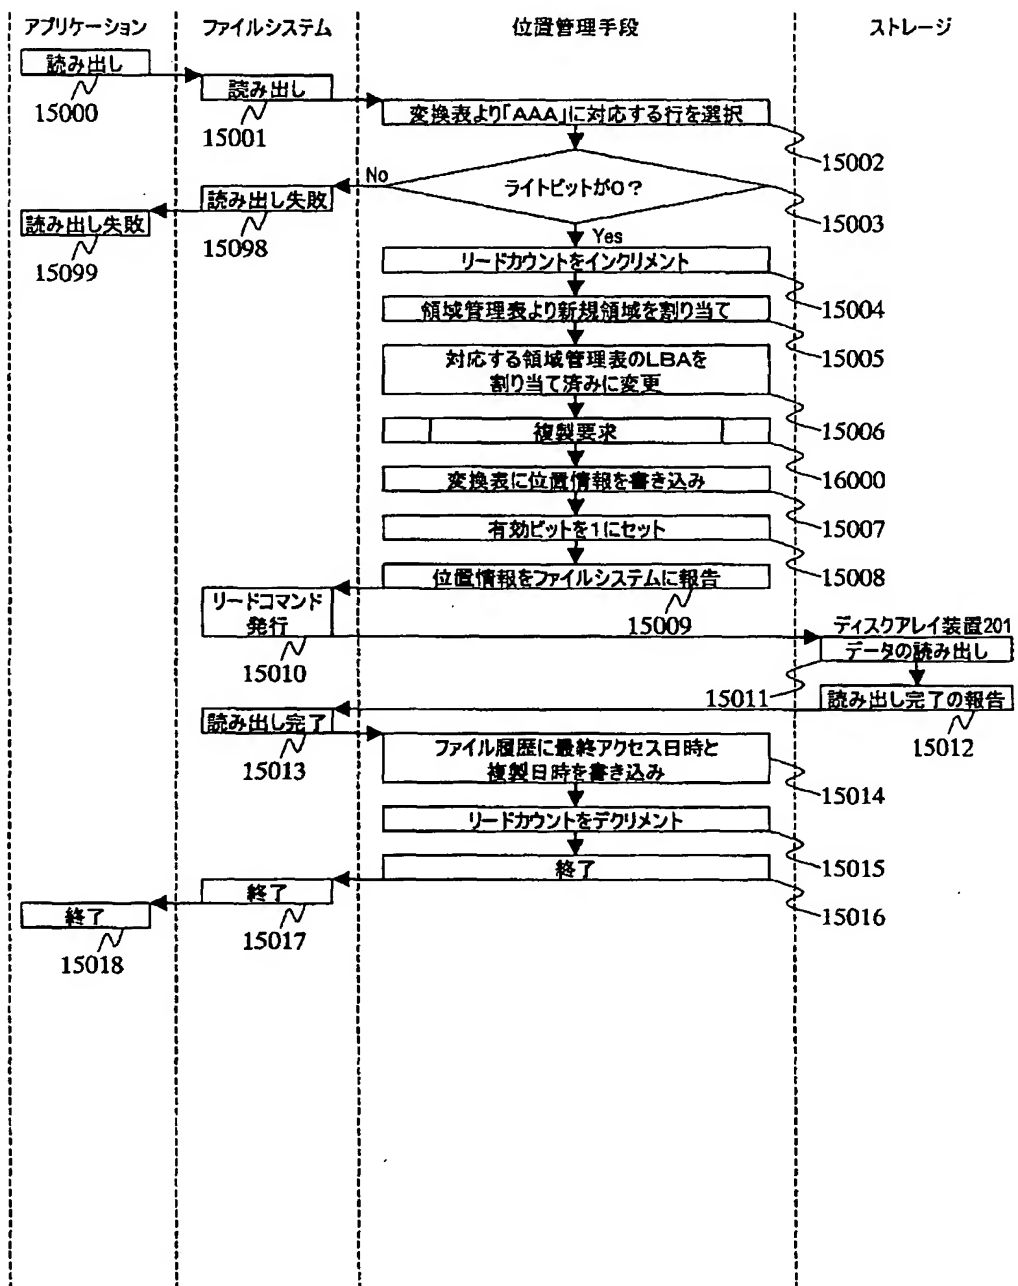 アプリケーション
ファイルシステム
位置管理手段
ストレージ
読み出し
15000
読み出し
15001
変換表より「AAA」に対応する行を選択
15002
ライトビットが0?
15003
No
読み出し失敗
15098
読み出し失敗
15099
Yes
リードカウントをインクリメント
15004
領域管理表より新規領域を割り当て
15005
対応する領域管理表のLBAを
割り当て済みに変更
15006
複製要求
16000
変換表に位置情報を書き込み
15007
有効ビットを1にセット
15008
位置情報をファイルシステムに報告
15009
リードコマンド
発行
15010
ディスクアレイ装置201
データの読み出し
15011
読み出し完了の報告
15012
読み出し完了
15013
ファイル履歴に最終アクセス日時と
複製日時を書き込み
15014
リードカウントをデクリメント
15015
終了
15016
終了
15017
終了
15018